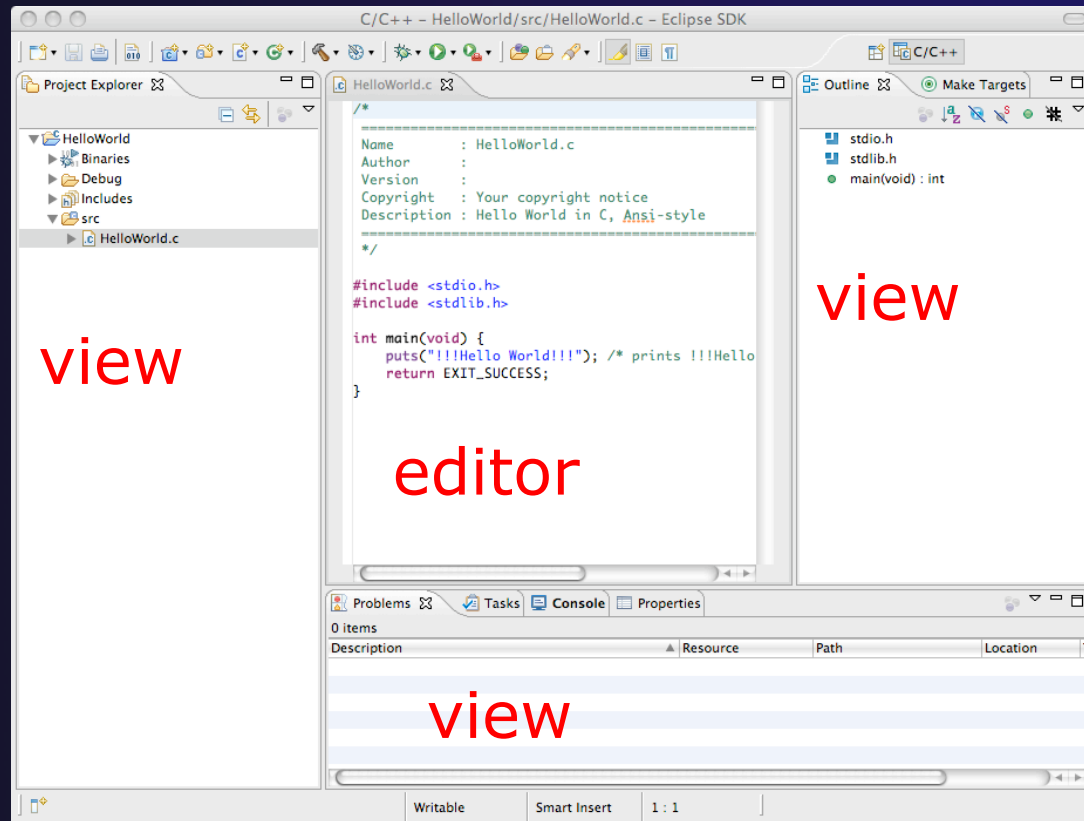 C/C++ – HelloWorld/src/HelloWorld.c – Eclipse SDK
010
C/C++
Project Explorer
HelloWorld
Binaries
Debug
Includes
src
HelloWorld.c
view
HelloWorld.c
/*
============================================
Name : HelloWorld.c
Author :
Version :
Copyright : Your copyright notice
Description : Hello World in C, Ansi-style
============================================
*/
#include <stdio.h>
#include <stdlib.h>
int main(void) {
puts("!!!Hello World!!!"); /* prints !!!Hello
return EXIT_SUCCESS;
}
editor
Outline Make Targets
stdio.h
stdlib.h
main(void) : int
view
Problems Tasks Console Properties
0 items
Description Resource Path Location
view
Writable Smart Insert 1 : 1